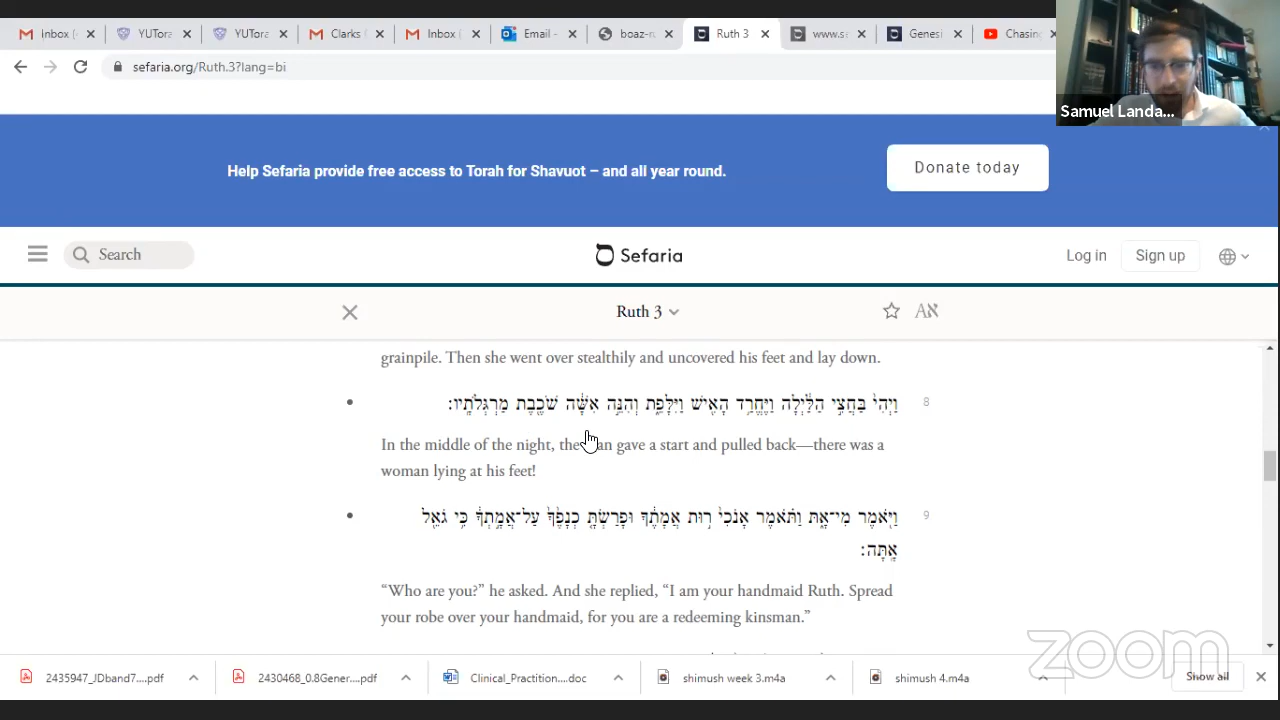 Inbox (
YUTora
YUTora
Clarks (
Inbox (
Email -
boaz-ru
Ruth 3
www.se
Genesi
Chasin
sefaria.org/Ruth.3?lang=bi
Samuel Landa...
Help Sefaria provide free access to Torah for Shavuot – and all year round.
Donate today
Search
Sefaria
Log in
Sign up
Ruth 3
Aא
grainpile. Then she went over stealthily and uncovered his feet and lay down.
וַיְהִי֙ בַּחֲצִ֣י הַלַּ֔יְלָה וַיֶּחֱרַ֥ד הָאִ֖ישׁ וַיִּלָּפֵ֑ת וְהִנֵּ֣ה אִשָּׁ֔ה שֹׁכֶ֖בֶת מַרְגְּלֹתָֽיו׃
8
In the middle of the night, the man gave a start and pulled back—there was a
woman lying at his feet!
וַיֹּ֖אמֶר מִי־אָ֑תְּ וַתֹּ֗אמֶר אָנֹכִי֙ ר֣וּת אֲמָתֶ֔ךָ וּפָרַשְׂתָּ֤ כְנָפֶ֙ךָ֙ עַל־אֲמָ֣תְךָ֔ כִּ֥י גֹאֵ֖ל
9
אָֽתָּה׃
“Who are you?” he asked. And she replied, “I am your handmaid Ruth. Spread
your robe over your handmaid, for you are a redeeming kinsman.”
zoom
2435947_JDband7....pdf
2430468_0.8Gener....pdf
Clinical_Practition....doc
shimush week 3.m4a
shimush 4.m4a
Show all